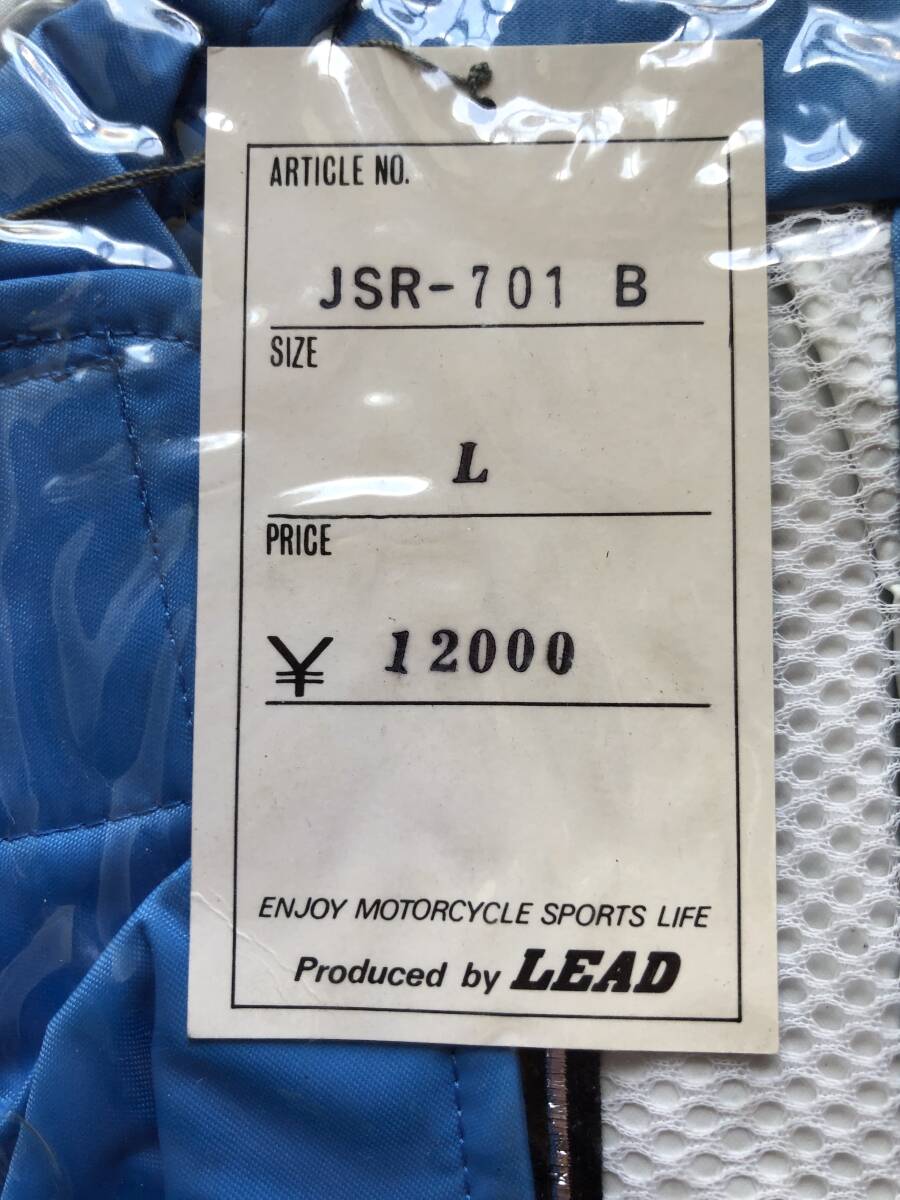 ARTICLE NO.
JSR-701 B
SIZE
L
PRICE
¥ 12000
ENJOY MOTORCYCLE SPORTS LIFE
Produced by LEAD